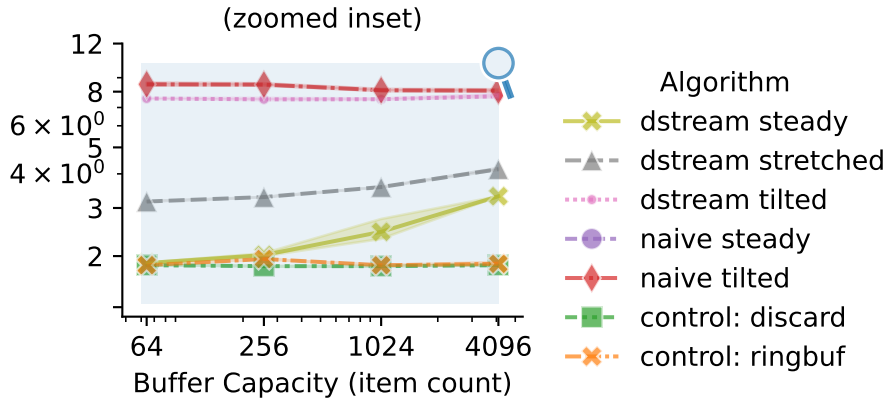 (zoomed inset)
12
8
6 × 10⁰
5
4 × 10⁰
3
2
64 256 1024 4096
Buffer Capacity (item count)
Algorithm
dstream steady
dstream stretched
dstream tilted
naive steady
naive tilted
control: discard
control: ringbuf